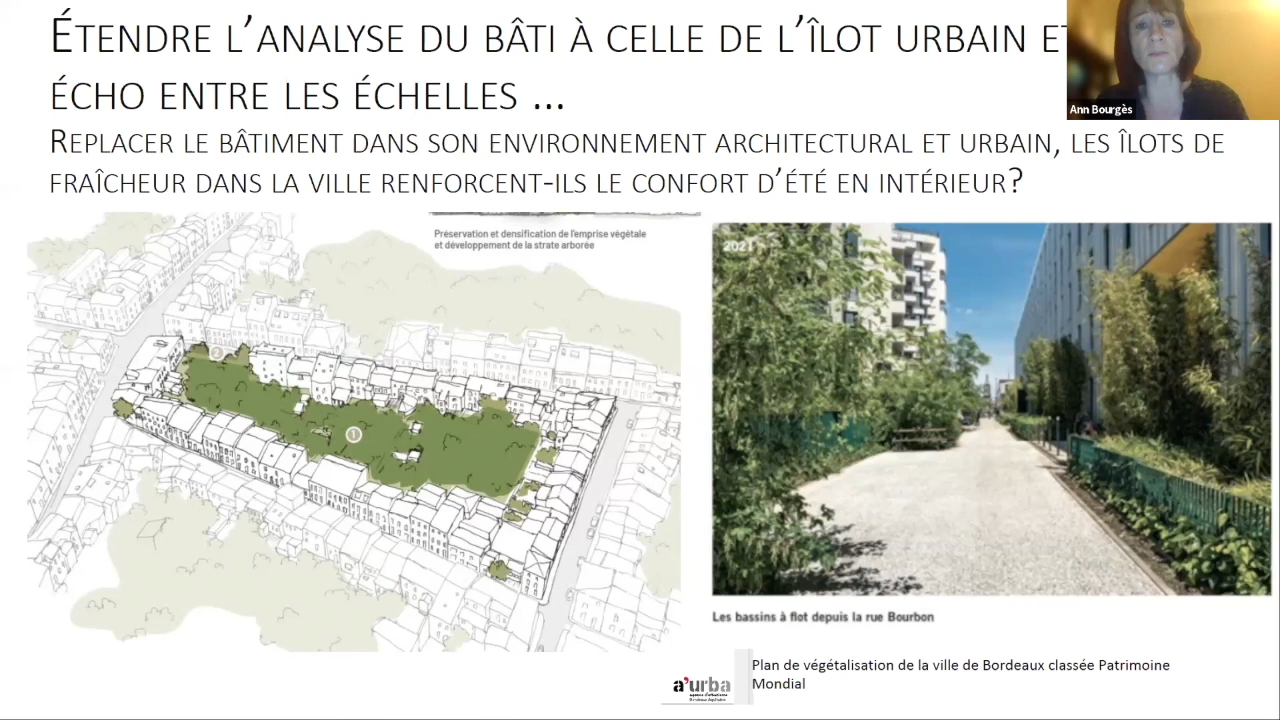 ÉTENDRE L'ANALYSE DU BÂTI À CELLE DE L'ÎLOT URBAIN
ÉCHO ENTRE LES ÉCHELLES ...
REPLACER LE BÂTIMENT DANS SON ENVIRONNEMENT ARCHITECTURAL ET URBAIN, LES ÎLOTS DE
FRAÎCHEUR DANS LA VILLE RENFORCENT-ILS LE CONFORT D'ÉTÉ EN INTÉRIEUR?
Ann Bourgès
Préservation et densification de l'emprise végétale
et développement de la strate arborée
2
1
2021
Les bassins à flot depuis la rue Bourbon
a'urba
Plan de végétalisation de la ville de Bordeaux classée Patrimoine
Mondial